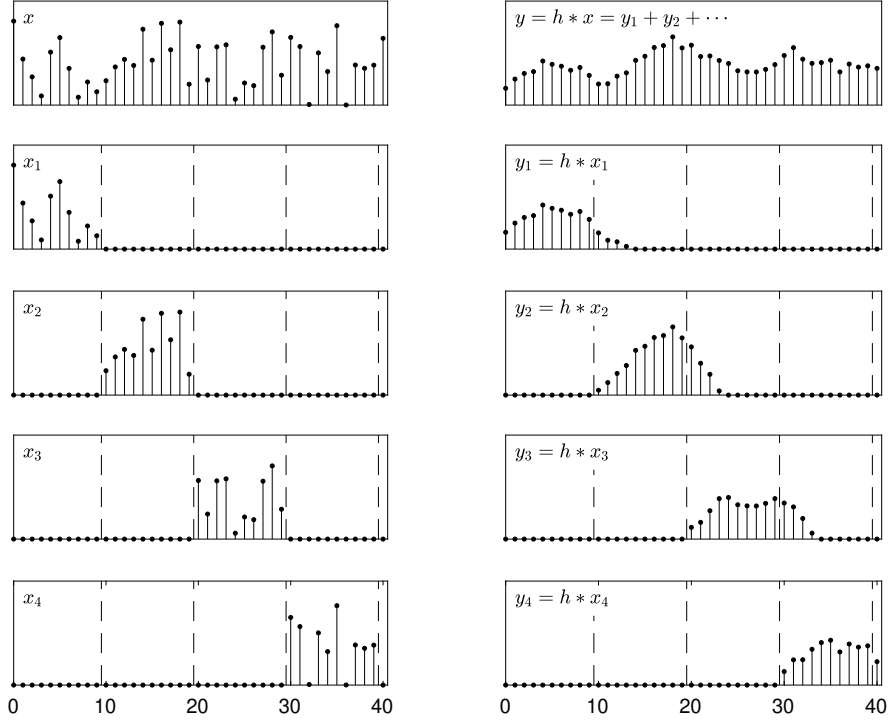 x
y = h ∗ x = y₁ + y₂ + ⋯
x₁
y₁ = h ∗ x₁
x₂
y₂ = h ∗ x₂
x₃
y₃ = h ∗ x₃
x₄
y₄ = h ∗ x₄
0 10 20 30 40
0 10 20 30 40